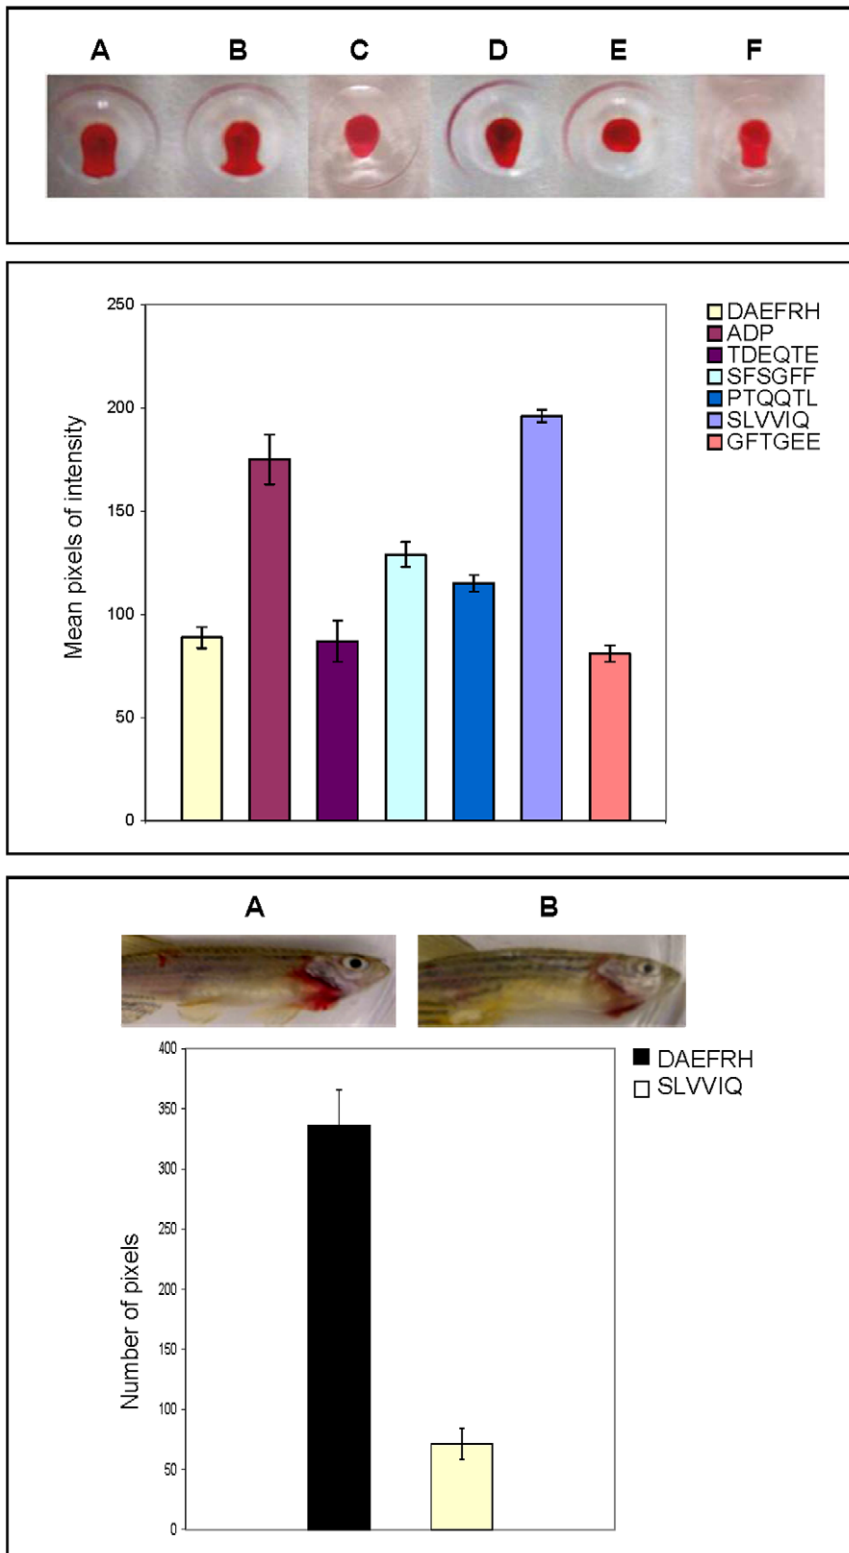 A B C D E F
250
200
150
100
50
0
Mean pixels of intensity
DAEFRH
ADP
TDEQTE
SFSGFF
PTQQTL
SLVVIQ
GFTGEE
A B
400
350
300
250
200
150
100
50
0
Number of pixels
DAEFRH
SLVVIQ